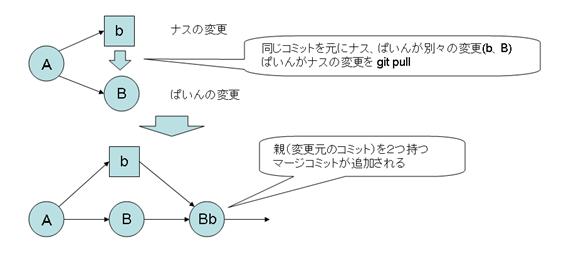 b
ナスの変更
A
同じコミットを元にナス、ぱいんが別々の変更(b、B)
ぱいんがナスの変更を git pull
B
ぱいんの変更
b
親(変更元のコミット)を2つ持つ
マージコミットが追加される
A
B
Bb